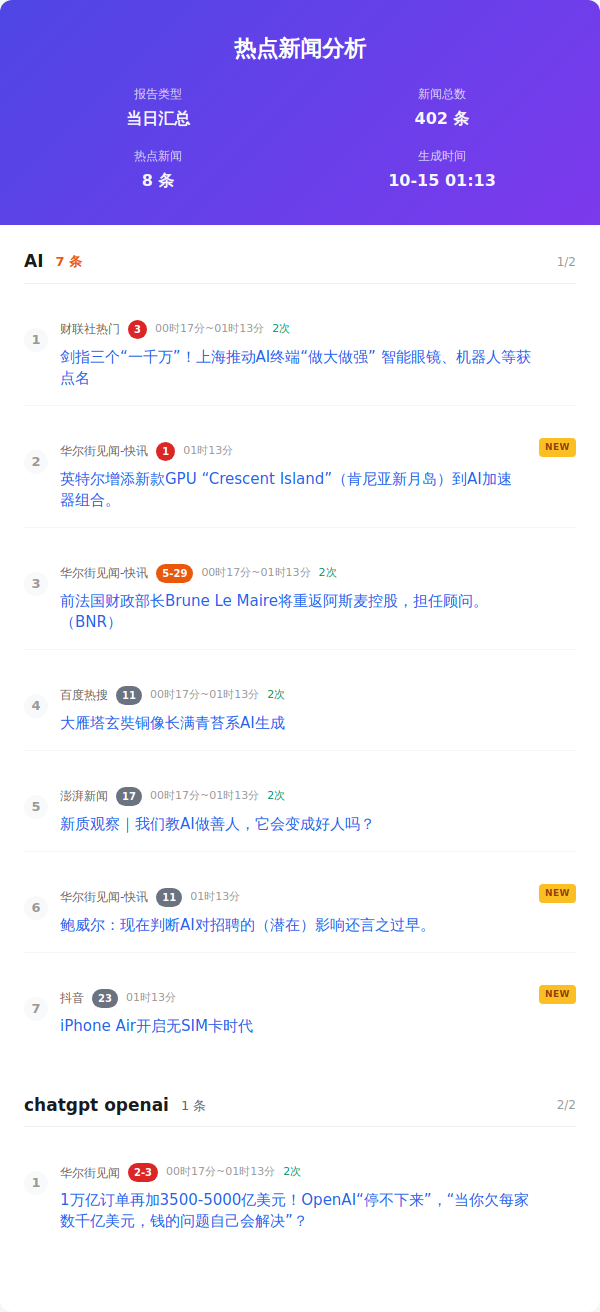 热点新闻分析
报告类型
新闻总数
当日汇总
402 条
热点新闻
生成时间
8 条
10-15 01:13
AI 7 条 1/2
1 财联社热门 3 00时17分~01时13分 2次
剑指三个“一千万”！上海推动AI终端“做大做强” 智能眼镜、机器人等获
点名
2 华尔街见闻-快讯 1 01时13分 NEW
英特尔增添新款GPU “Crescent Island”（肯尼亚新月岛）到AI加速
器组合。
3 华尔街见闻-快讯 5-29 00时17分~01时13分 2次
前法国财政部长Brune Le Maire将重返阿斯麦控股，担任顾问。
（BNR）
4 百度热搜 11 00时17分~01时13分 2次
大雁塔玄奘铜像长满青苔系AI生成
5 澎湃新闻 17 00时17分~01时13分 2次
新质观察｜我们教AI做善人，它会变成好人吗？
6 华尔街见闻-快讯 11 01时13分 NEW
鲍威尔：现在判断AI对招聘的（潜在）影响还言之过早。
7 抖音 23 01时13分 NEW
iPhone Air开启无SIM卡时代
chatgpt openai 1 条 2/2
1 华尔街见闻 2-3 00时17分~01时13分 2次
1万亿订单再加3500-5000亿美元！OpenAI“停不下来”，“当你欠每家
数千亿美元，钱的问题自己会解决”？